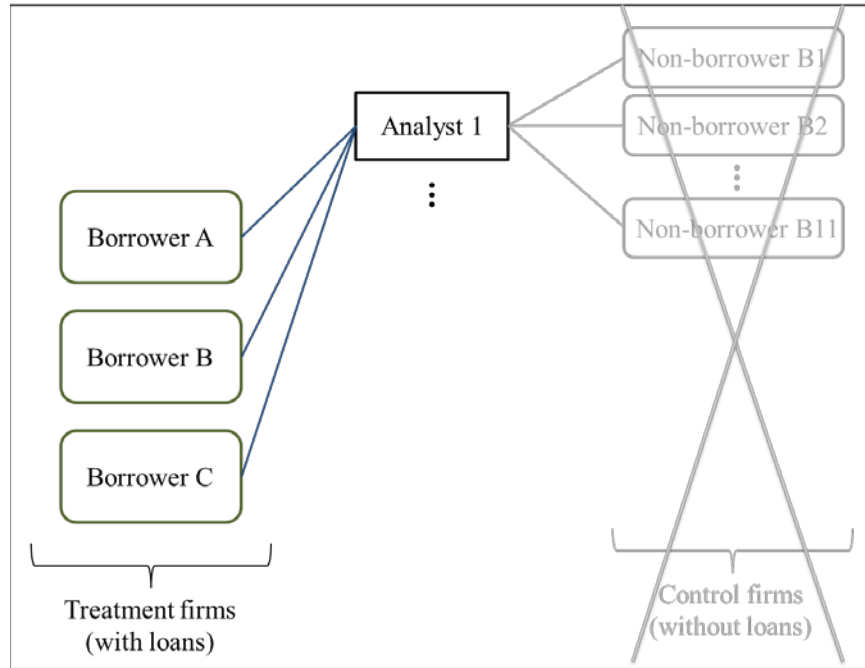 Non-borrower B1
Analyst 1
Non-borrower B2
Borrower A
Non-borrower B11
Borrower B
Borrower C
Treatment firms
(with loans)
Control firms
(without loans)